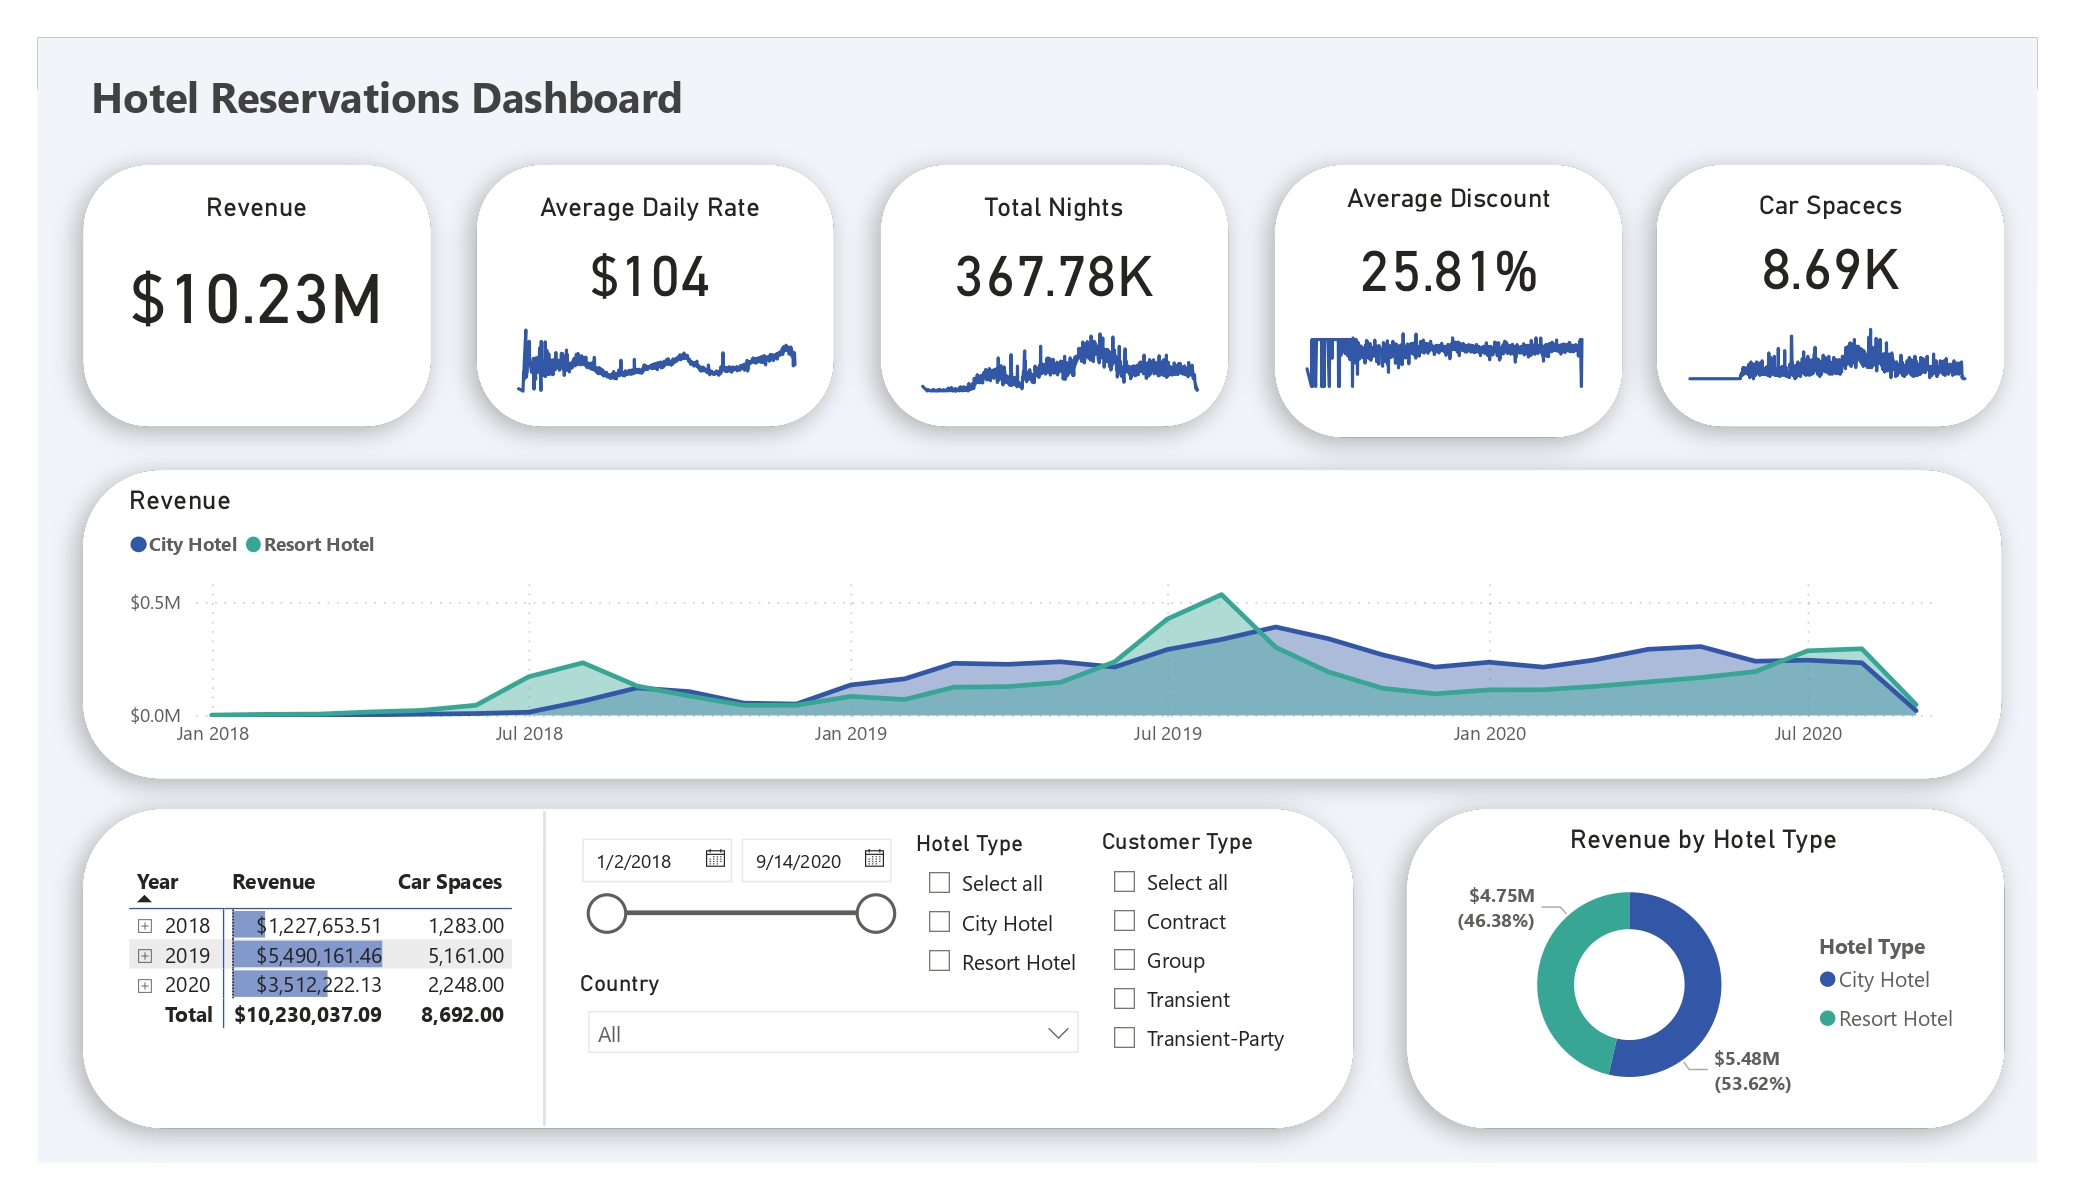 Hotel Reservations Dashboard
Revenue
$10.23M
Average Daily Rate
$104
Total Nights
367.78K
Average Discount
25.81%
Car Spacecs
8.69K
Revenue
City Hotel Resort Hotel
$0.5M
$0.0M
Jan 2018 Jul 2018 Jan 2019 Jul 2019 Jan 2020 Jul 2020
Year Revenue Car Spaces
2018 $1,227,653.51 1,283.00
2019 $5,490,161.46 5,161.00
2020 $3,512,222.13 2,248.00
Total $10,230,037.09 8,692.00
1/2/2018 9/14/2020
Country
All
Hotel Type
Select all
City Hotel
Resort Hotel
Customer Type
Select all
Contract
Group
Transient
Transient-Party
Revenue by Hotel Type
$4.75M
(46.38%)
$5.48M
(53.62%)
Hotel Type
City Hotel
Resort Hotel